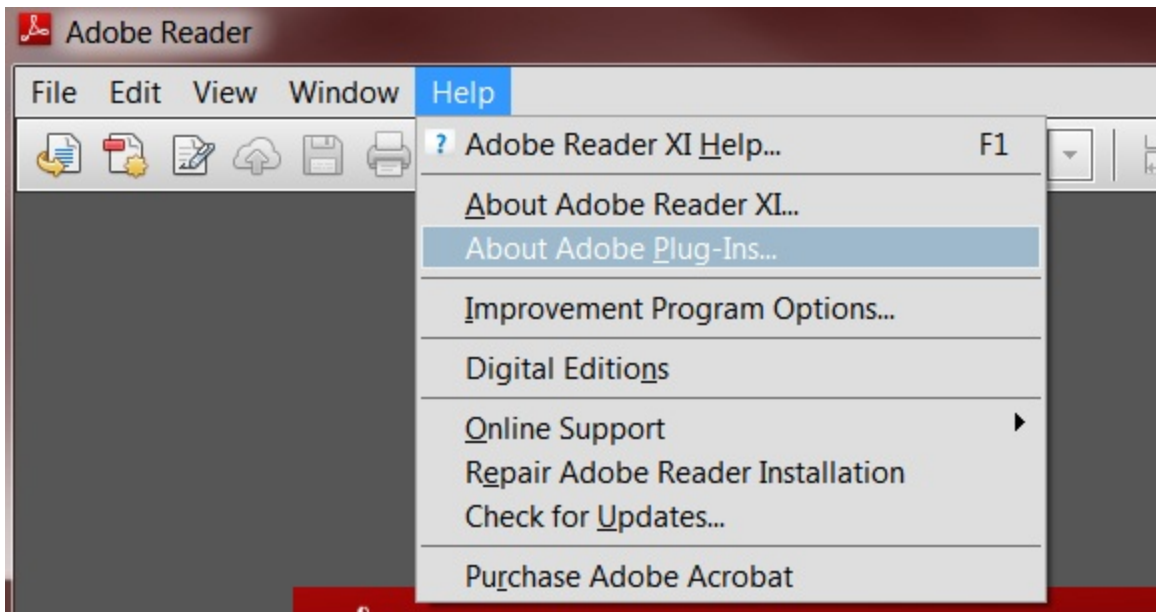 Adobe Reader
File Edit View Window Help
? Adobe Reader XI Help... F1
About Adobe Reader XI...
About Adobe Plug-Ins...
Improvement Program Options...
Digital Editions
Online Support
Repair Adobe Reader Installation
Check for Updates...
Purchase Adobe Acrobat